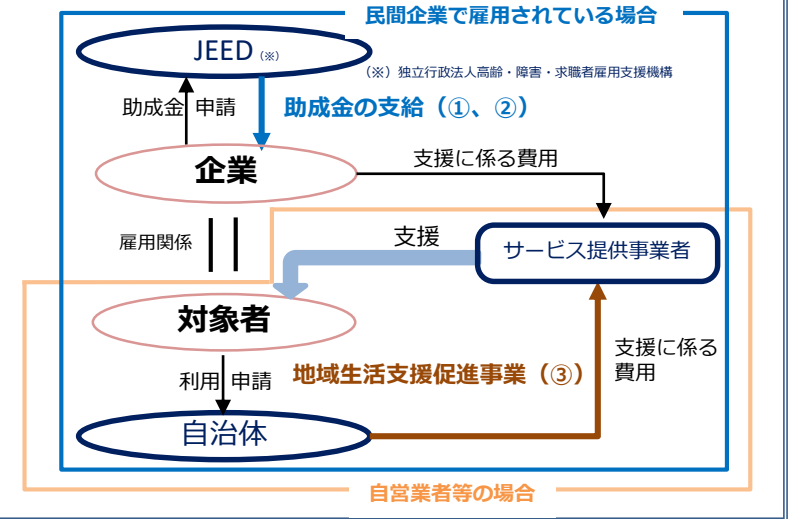 民間企業で雇用されている場合
JEED（※）
（※）独立行政法人高齢・障害・求職者雇用支援機構
助成金 申請
助成金の支給（①、②）
企業
支援に係る費用
雇用関係
支援
サービス提供事業者
対象者
支援に係る
費用
利用 申請
地域生活支援促進事業（③）
自治体
自営業者等の場合